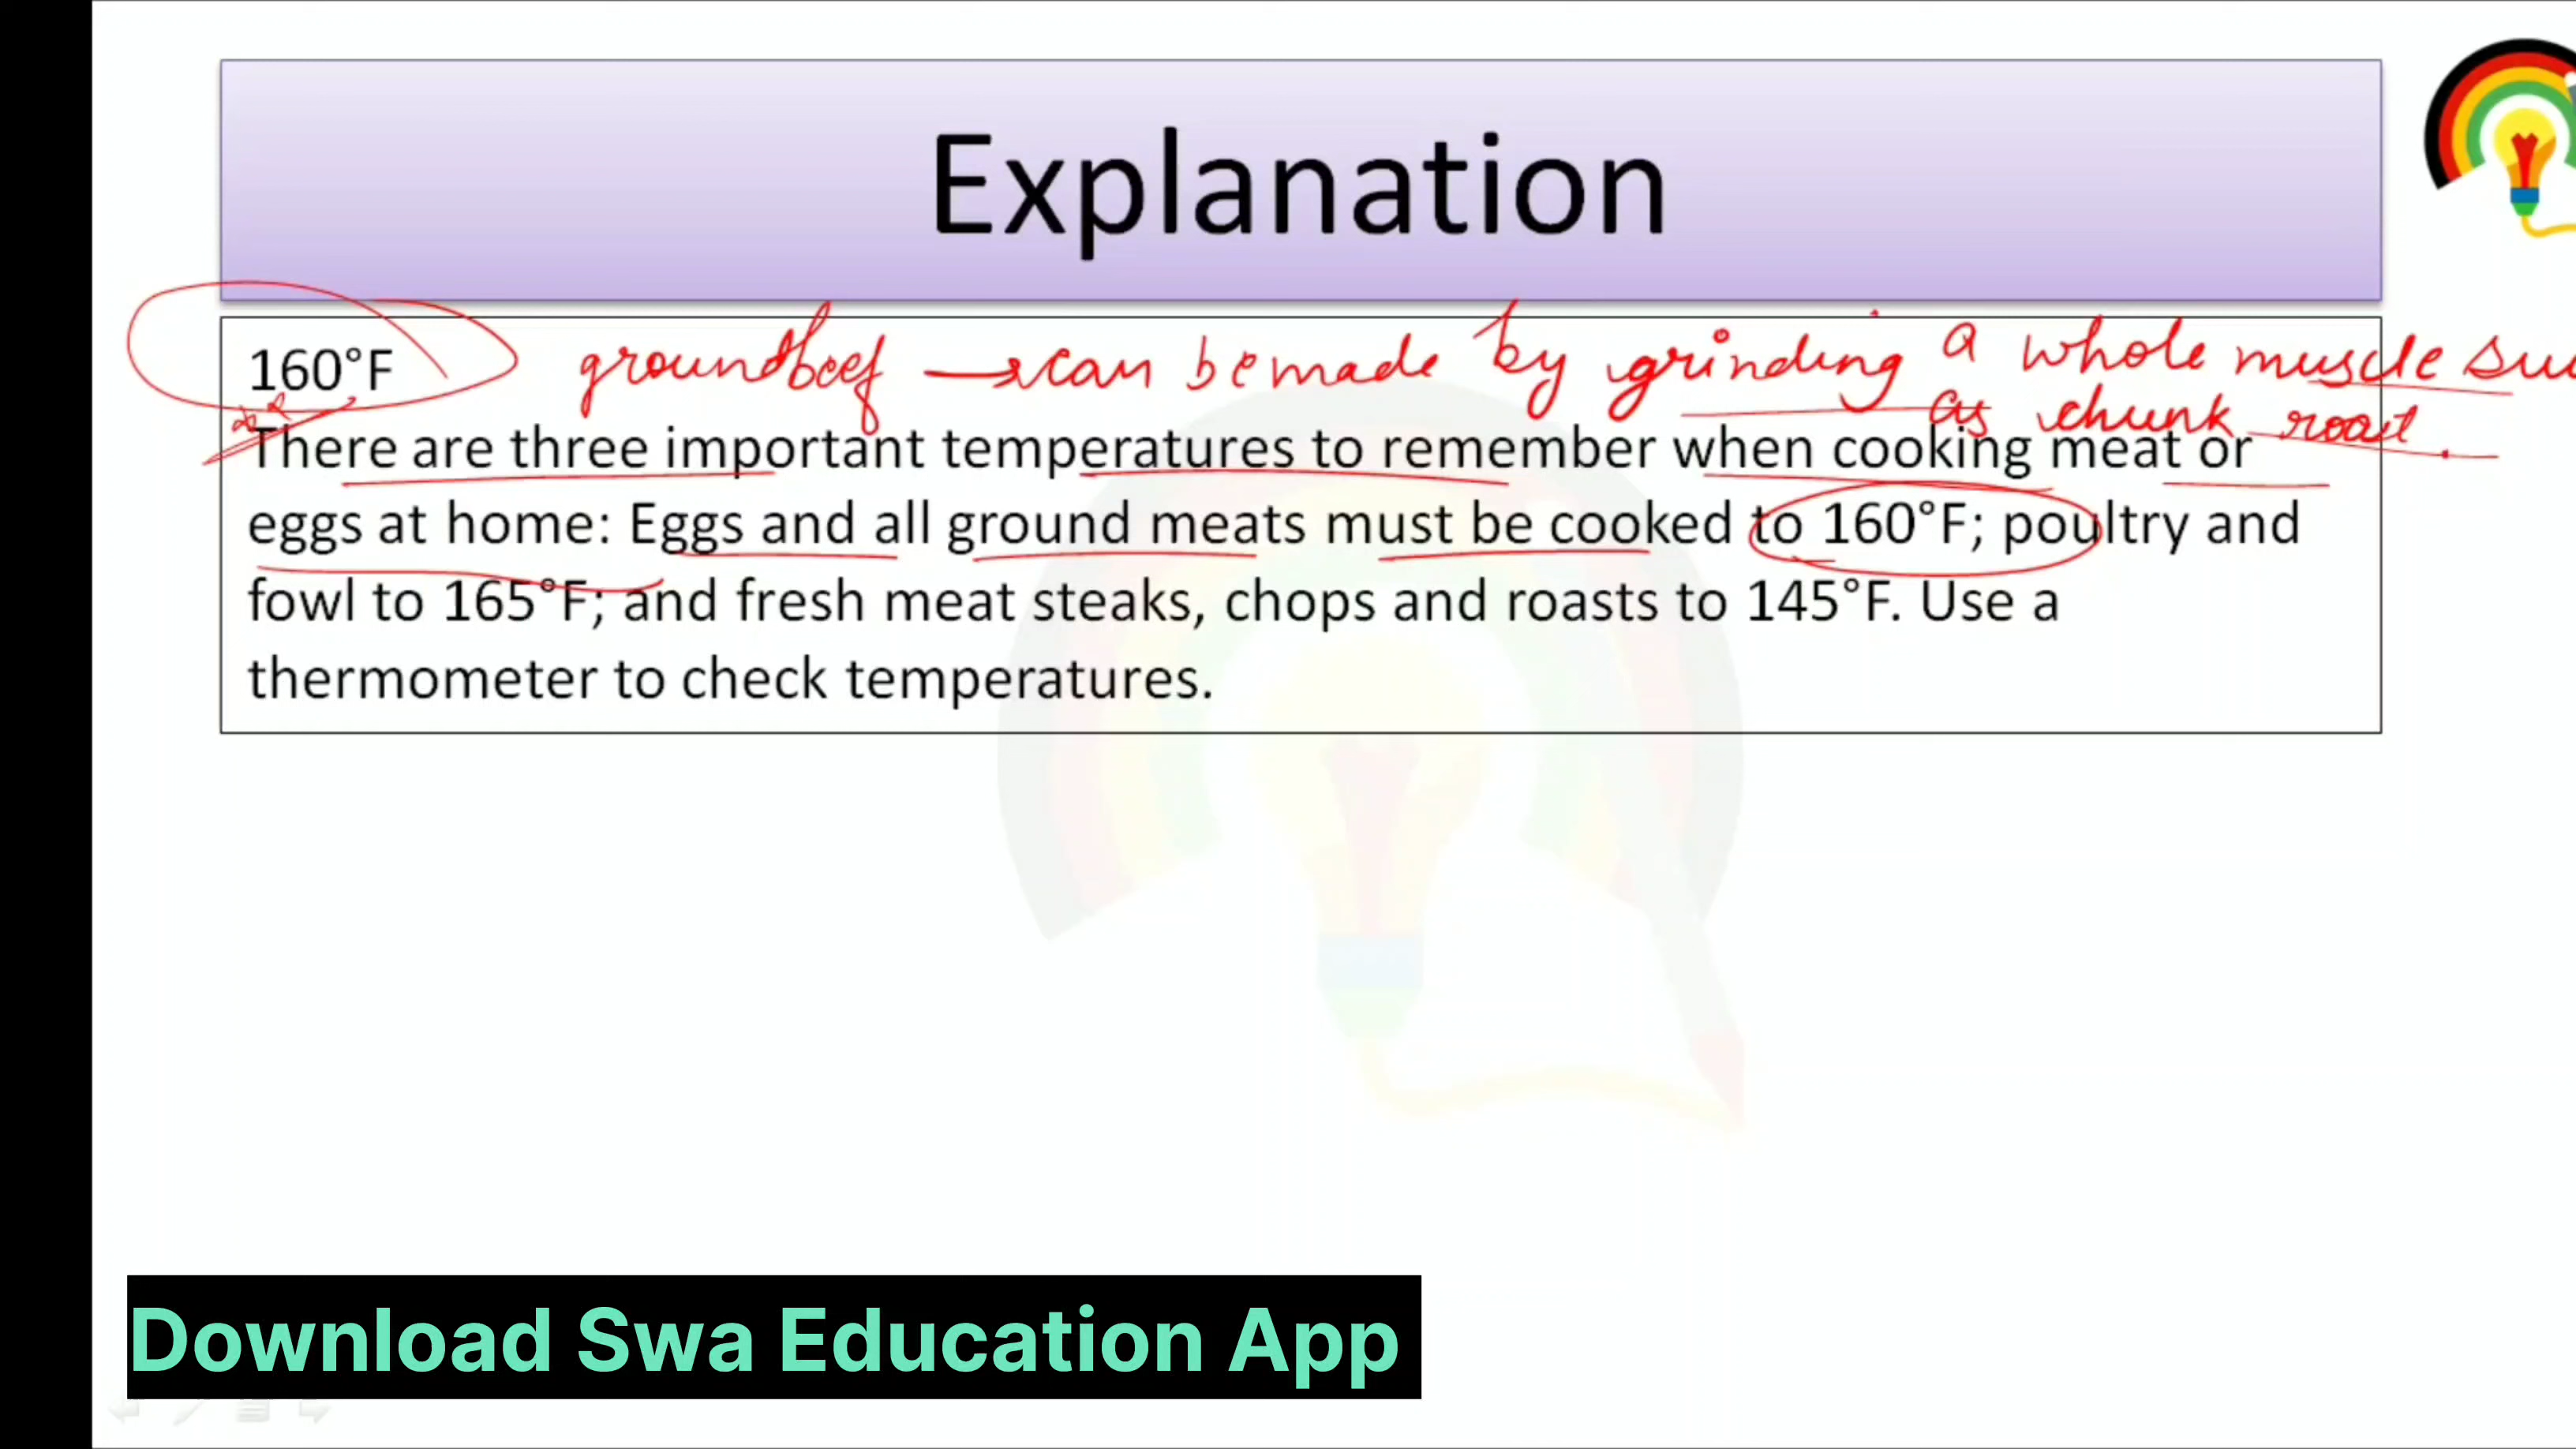 Explanation
160°F
groundbeef → can be made by grinding a whole muscle
as chunk roast.
There are three important temperatures to remember when cooking meat or
eggs at home: Eggs and all ground meats must be cooked to 160°F; poultry and
fowl to 165°F; and fresh meat steaks, chops and roasts to 145°F. Use a
thermometer to check temperatures.
Download Swa Education App